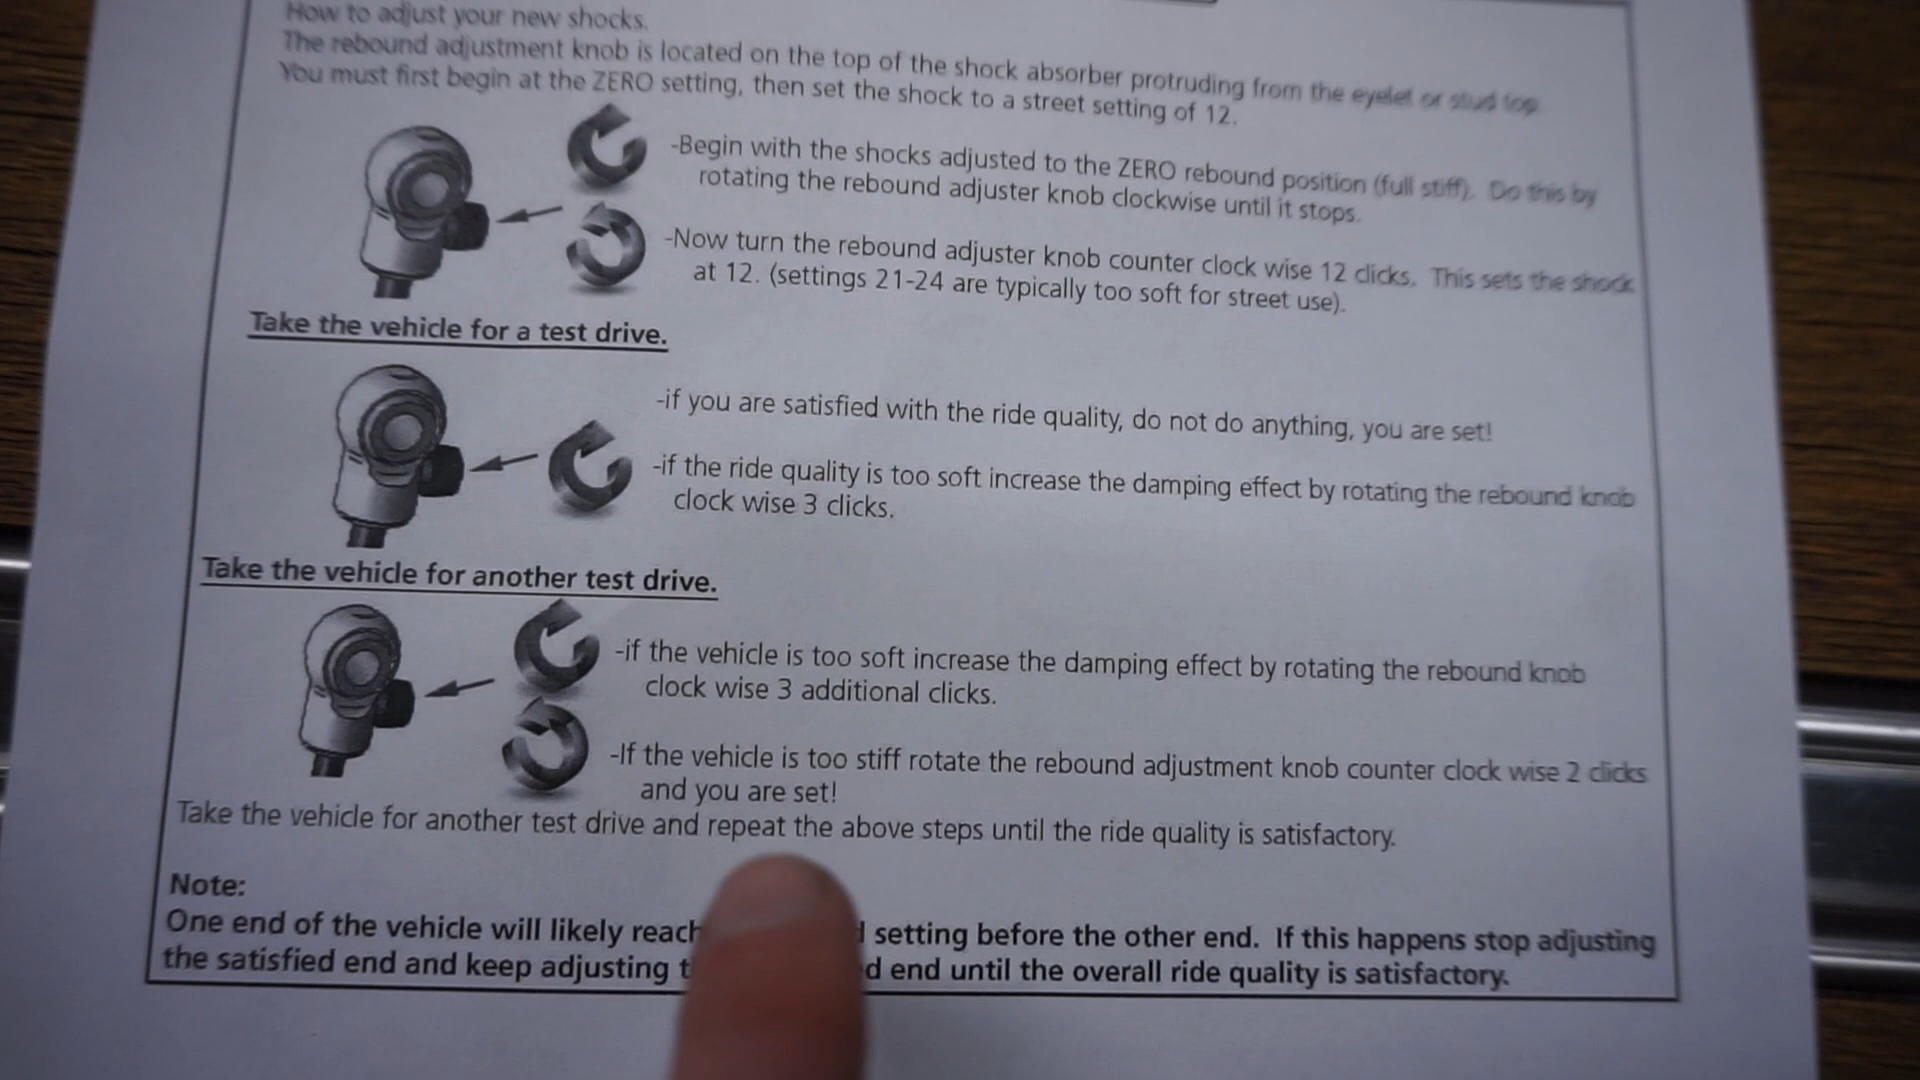 How to adjust your new shocks.
The rebound adjustment knob is located on the top of the shock absorber protruding from the eyelet or stud top.
You must first begin at the ZERO setting, then set the shock to a street setting of 12.
-Begin with the shocks adjusted to the ZERO rebound position (full stiff). Do this by
rotating the rebound adjuster knob clockwise until it stops.
-Now turn the rebound adjuster knob counter clock wise 12 clicks. This sets the shock
at 12. (settings 21-24 are typically too soft for street use).
Take the vehicle for a test drive.
-if you are satisfied with the ride quality, do not do anything, you are set!
-if the ride quality is too soft increase the damping effect by rotating the rebound knob
clock wise 3 clicks.
Take the vehicle for another test drive.
-if the vehicle is too soft increase the damping effect by rotating the rebound knob
clock wise 3 additional clicks.
-If the vehicle is too stiff rotate the rebound adjustment knob counter clock wise 2 clicks
and you are set!
Take the vehicle for another test drive and repeat the above steps until the ride quality is satisfactory.
Note:
One end of the vehicle will likely reach setting before the other end. If this happens stop adjusting
the satisfied end and keep adjusting end until the overall ride quality is satisfactory.